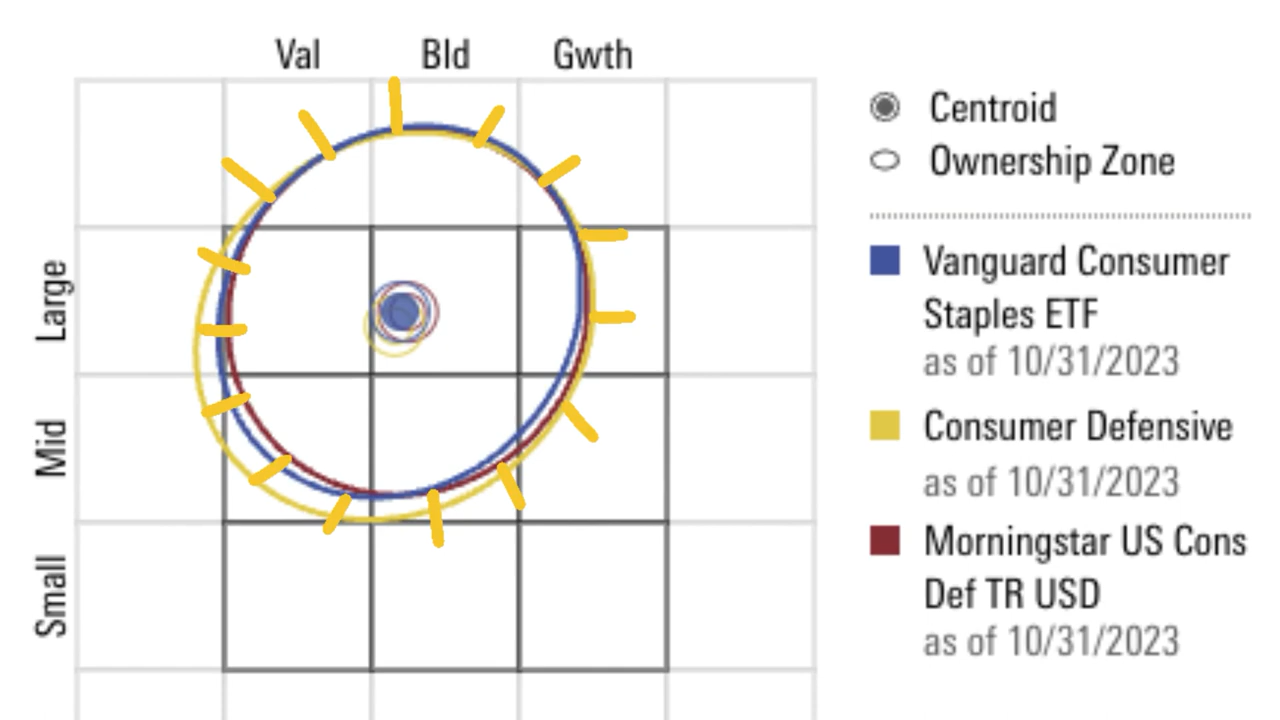 Val Bld Gwth
Large
Mid
Small
Centroid
Ownership Zone
Vanguard Consumer
Staples ETF
as of 10/31/2023
Consumer Defensive
as of 10/31/2023
Morningstar US Cons
Def TR USD
as of 10/31/2023